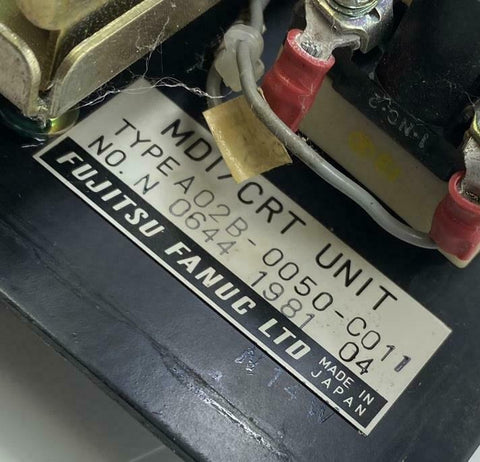 MDI/CRT UNIT
TYPE A02B-0050-C011
NO. N 0644 1981 04
FUJITSU FANUC LTD MADE IN
JAPAN